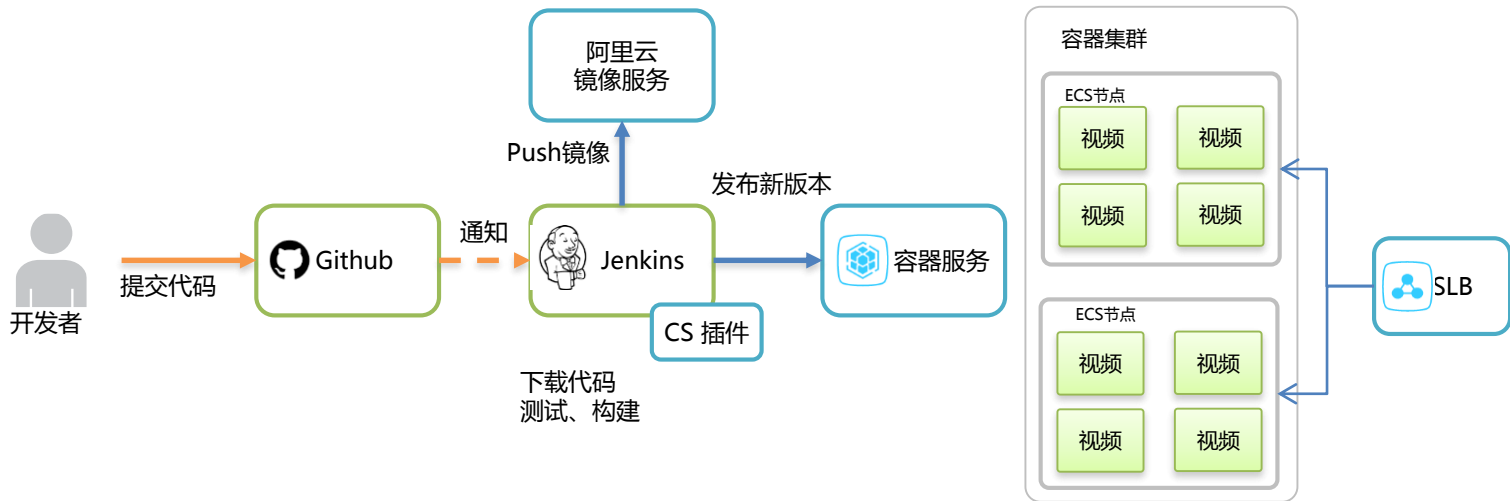 阿里云
镜像服务
Push镜像
发布新版本
通知
Github
Jenkins
容器服务
提交代码
开发者
CS 插件
下载代码
测试、构建
容器集群
ECS节点
视频
视频
视频
视频
ECS节点
视频
视频
视频
视频
SLB